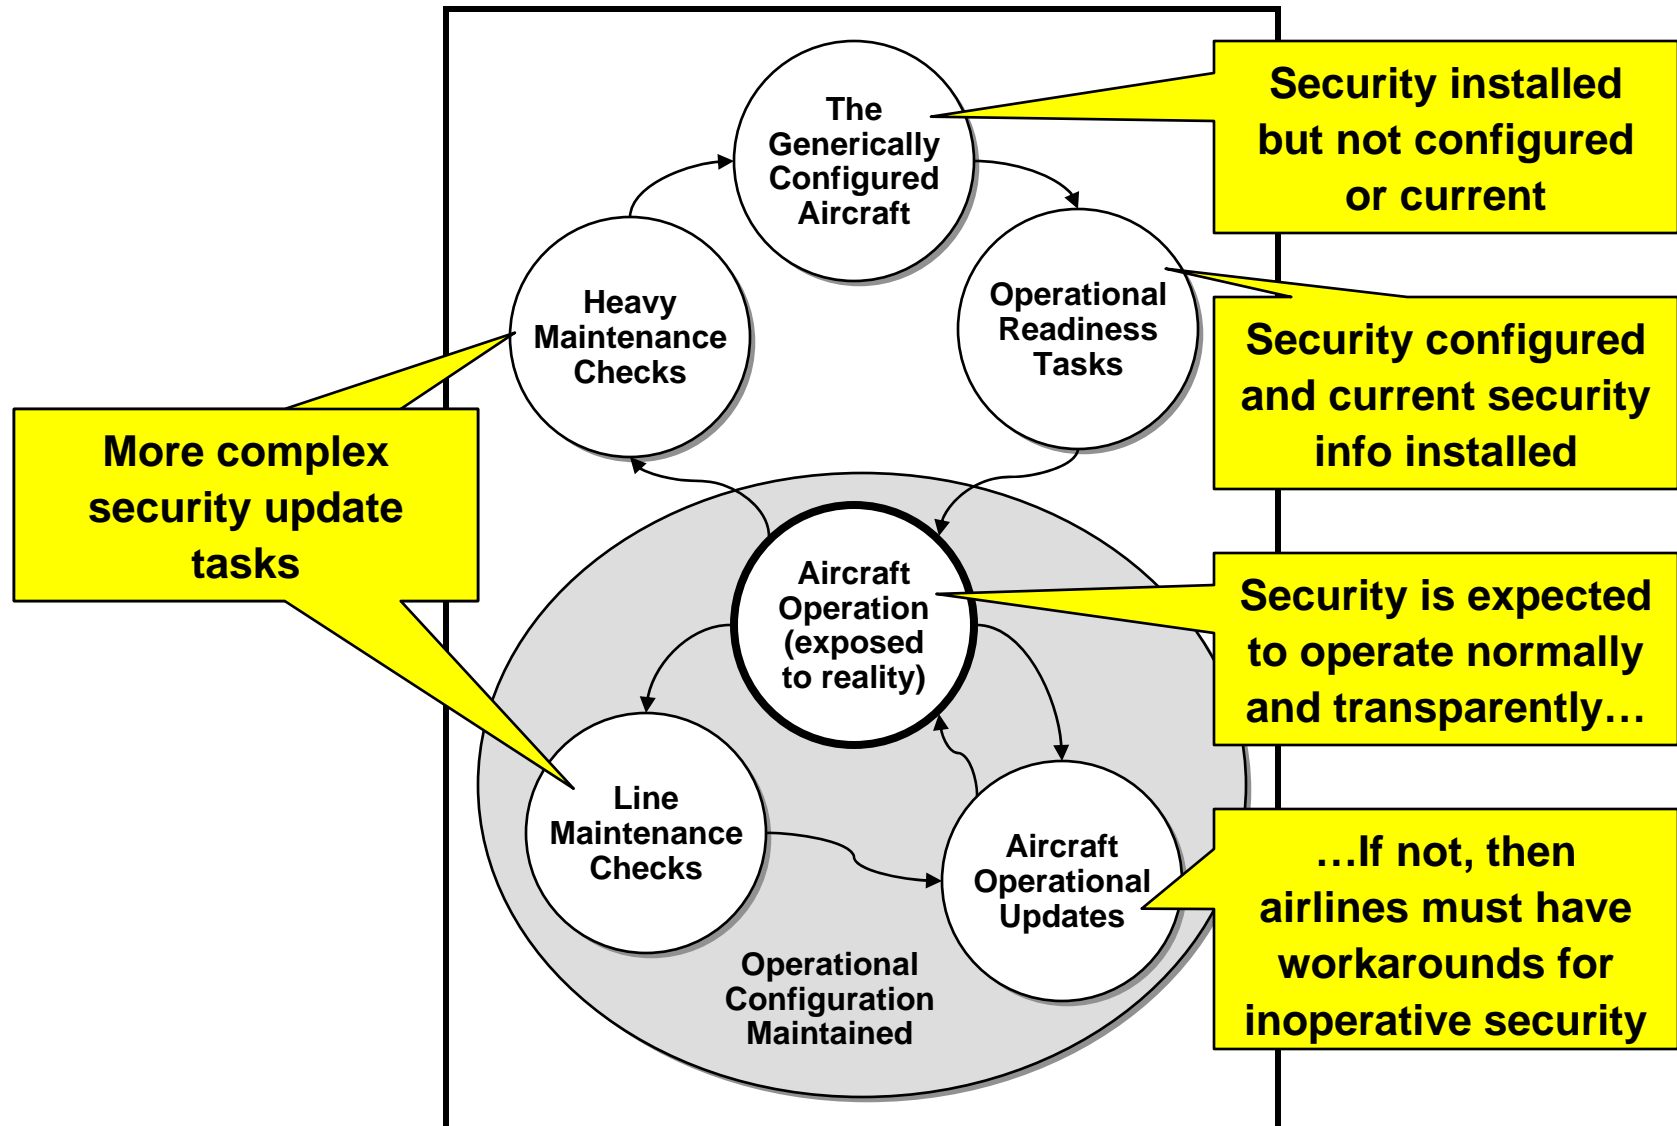 The
Generically
Configured
Aircraft
Security installed
but not configured
or current
Heavy
Maintenance
Checks
Operational
Readiness
Tasks
Security configured
and current security
info installed
More complex
security update
tasks
Aircraft
Operation
(exposed
to reality)
Security is expected
to operate normally
and transparently…
Line
Maintenance
Checks
Aircraft
Operational
Updates
…If not, then
airlines must have
workarounds for
inoperative security
Operational
Configuration
Maintained